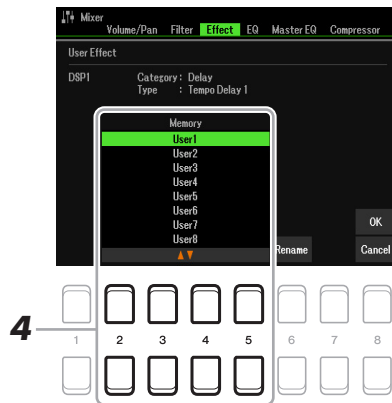 Mixer
Volume/Pan Filter Effect EQ Master EQ Compressor
User Effect
DSP1 Category : Delay
Type : Tempo Delay 1
Memory
User1
User2
User3
User4
User5
User6
User7
User8
OK
Rename Cancel
4
1 2 3 4 5 6 7 8